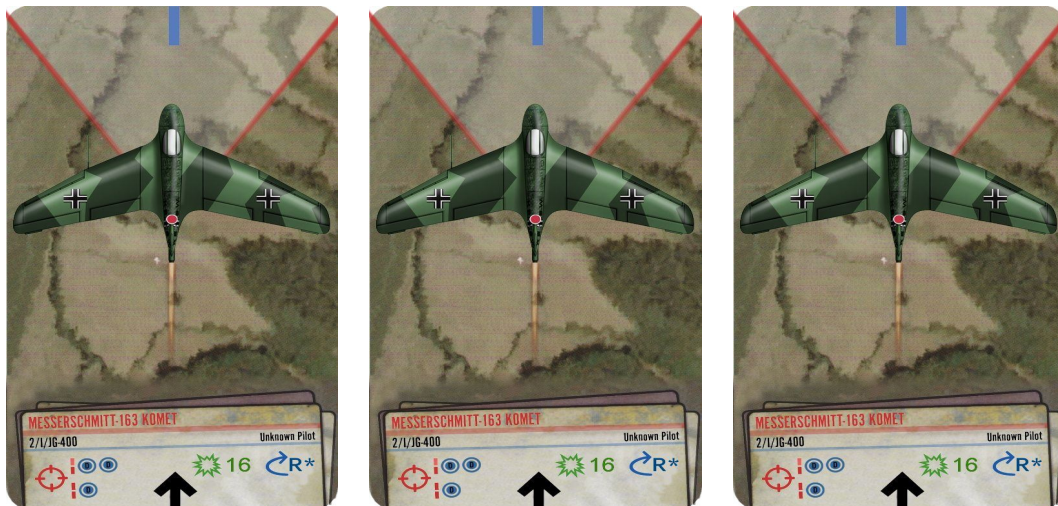 MESSERSCHMITT-163 KOMET
2/I/JG-400 Unknown Pilot
D D 16 R*
D
MESSERSCHMITT-163 KOMET
2/I/JG-400 Unknown Pilot
D D 16 R*
D
MESSERSCHMITT-163 KOMET
2/I/JG-400 Unknown Pilot
D D 16 R*
D